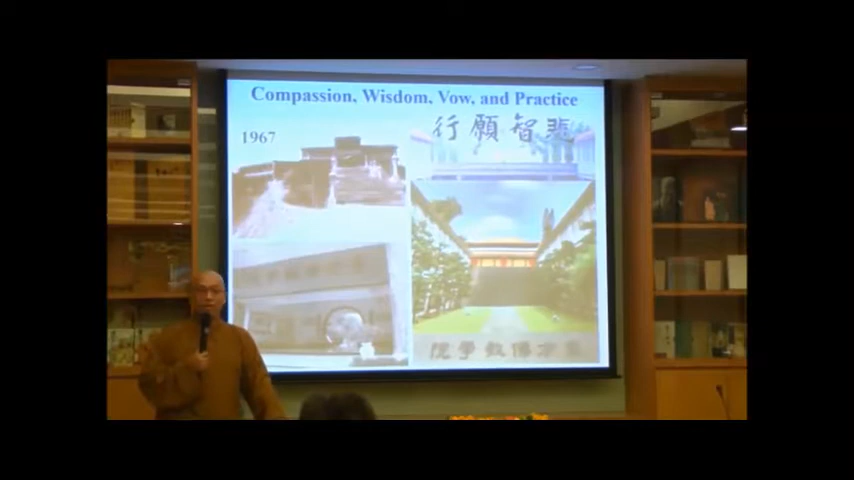 Compassion, Wisdom, Vow, and Practice
1967
悲智願行
東方佛教學院